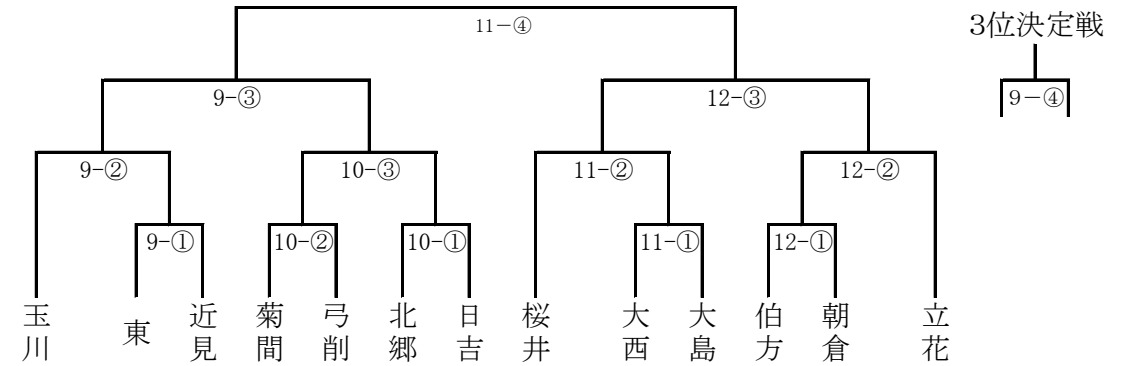 11－④
3位決定戦
9-③
12-③
9－④
9-②
10-③
11-②
12-②
9-①
10-②
10-①
11-①
12-①
玉川
東
近見
菊間
弓削
北郷
日吉
桜井
大西
大島
伯方
朝倉
立花